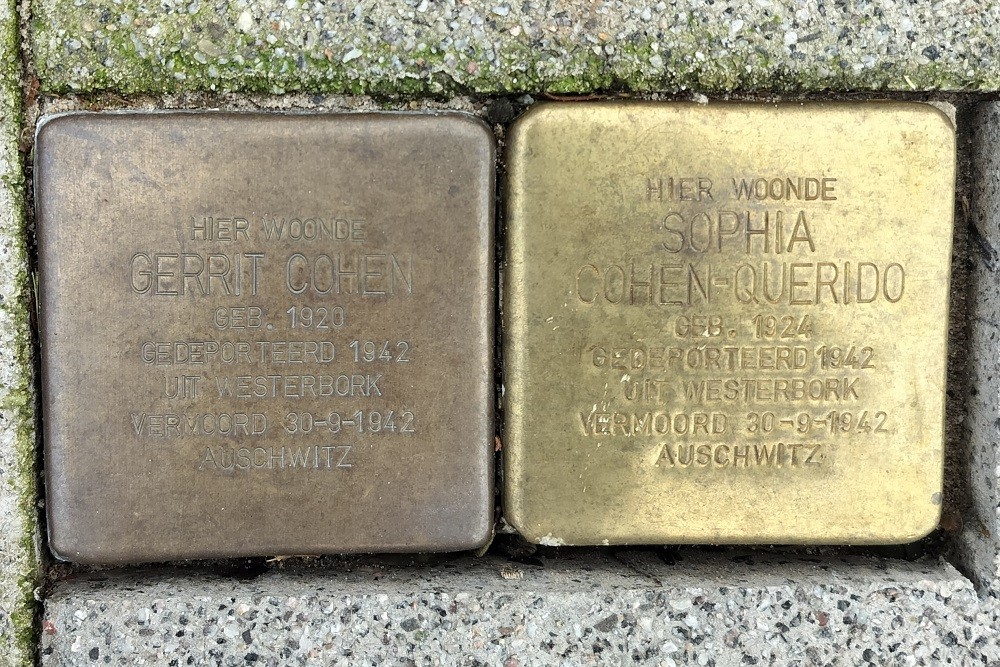 HIER WOONDE
GERRIT COHEN
GEB. 1920
GEDEPORTEERD 1942
UIT WESTERBORK
VERMOORD 30-9-1942
AUSCHWITZ
HIER WOONDE
SOPHIA
COHEN-QUERIDO
GEB. 1924
GEDEPORTEERD 1942
UIT WESTERBORK
VERMOORD 30-9-1942
AUSCHWITZ